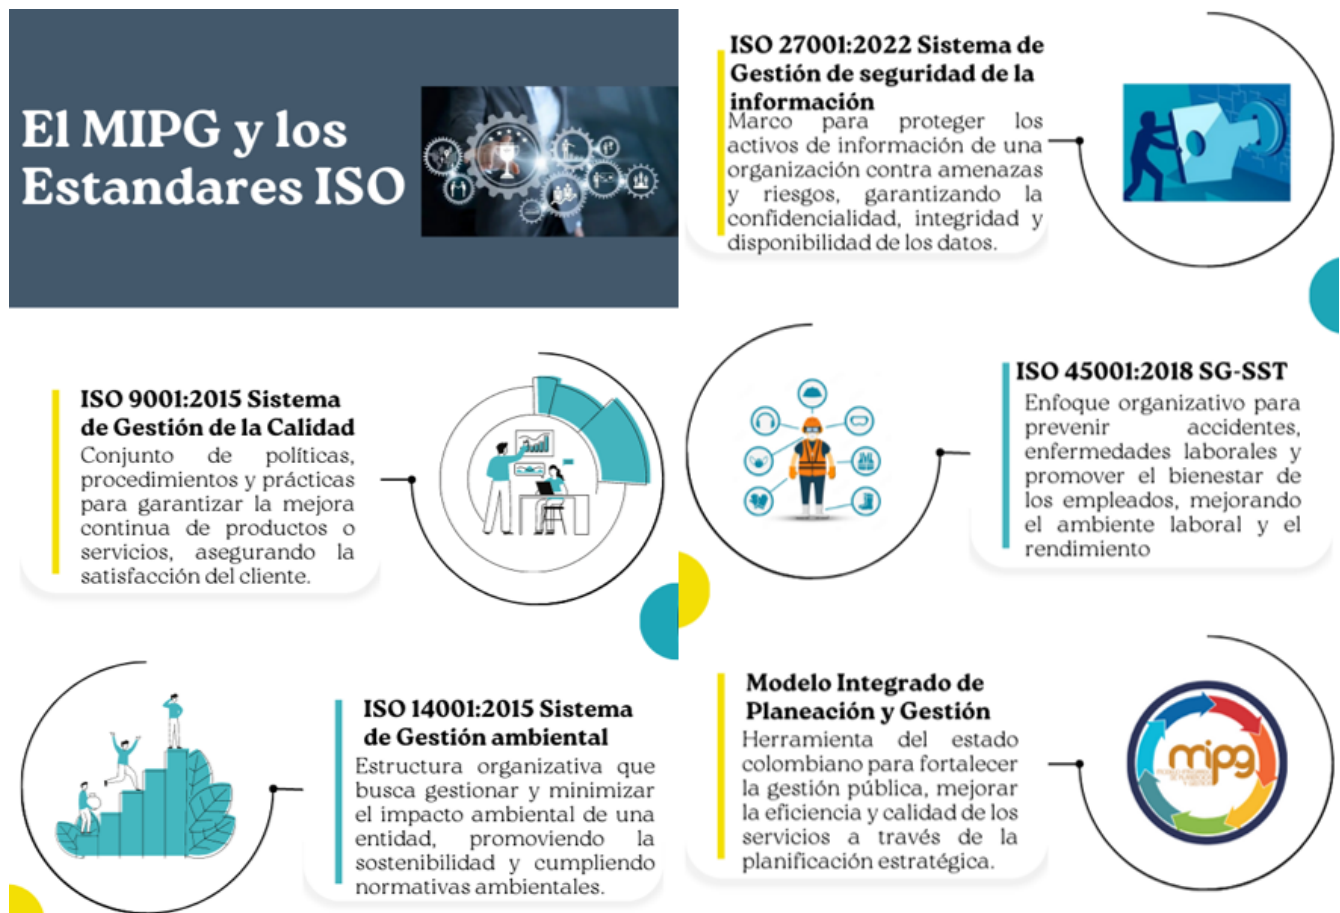 El MIPG y los
Estandares ISO
ISO 9001:2015 Sistema
de Gestión de la Calidad
Conjunto de políticas,
procedimientos y prácticas
para garantizar la mejora
continua de productos o
servicios, asegurando la
satisfacción del cliente.
ISO 14001:2015 Sistema
de Gestión ambiental
Estructura organizativa que
busca gestionar y minimizar
el impacto ambiental de una
entidad, promoviendo la
sostenibilidad y cumpliendo
normativas ambientales.
ISO 27001:2022 Sistema de
Gestión de seguridad de la
información
Marco para proteger los
activos de información de una
organización contra amenazas
y riesgos, garantizando la
confidencialidad, integridad y
disponibilidad de los datos.
ISO 45001:2018 SG-SST
Enfoque organizativo para
prevenir accidentes,
enfermedades laborales y
promover el bienestar de
los empleados, mejorando
el ambiente laboral y el
rendimiento
Modelo Integrado de
Planeación y Gestión
Herramienta del estado
colombiano para fortalecer
la gestión pública, mejorar
la eficiencia y calidad de los
servicios a través de la
planificación estratégica.
mipg